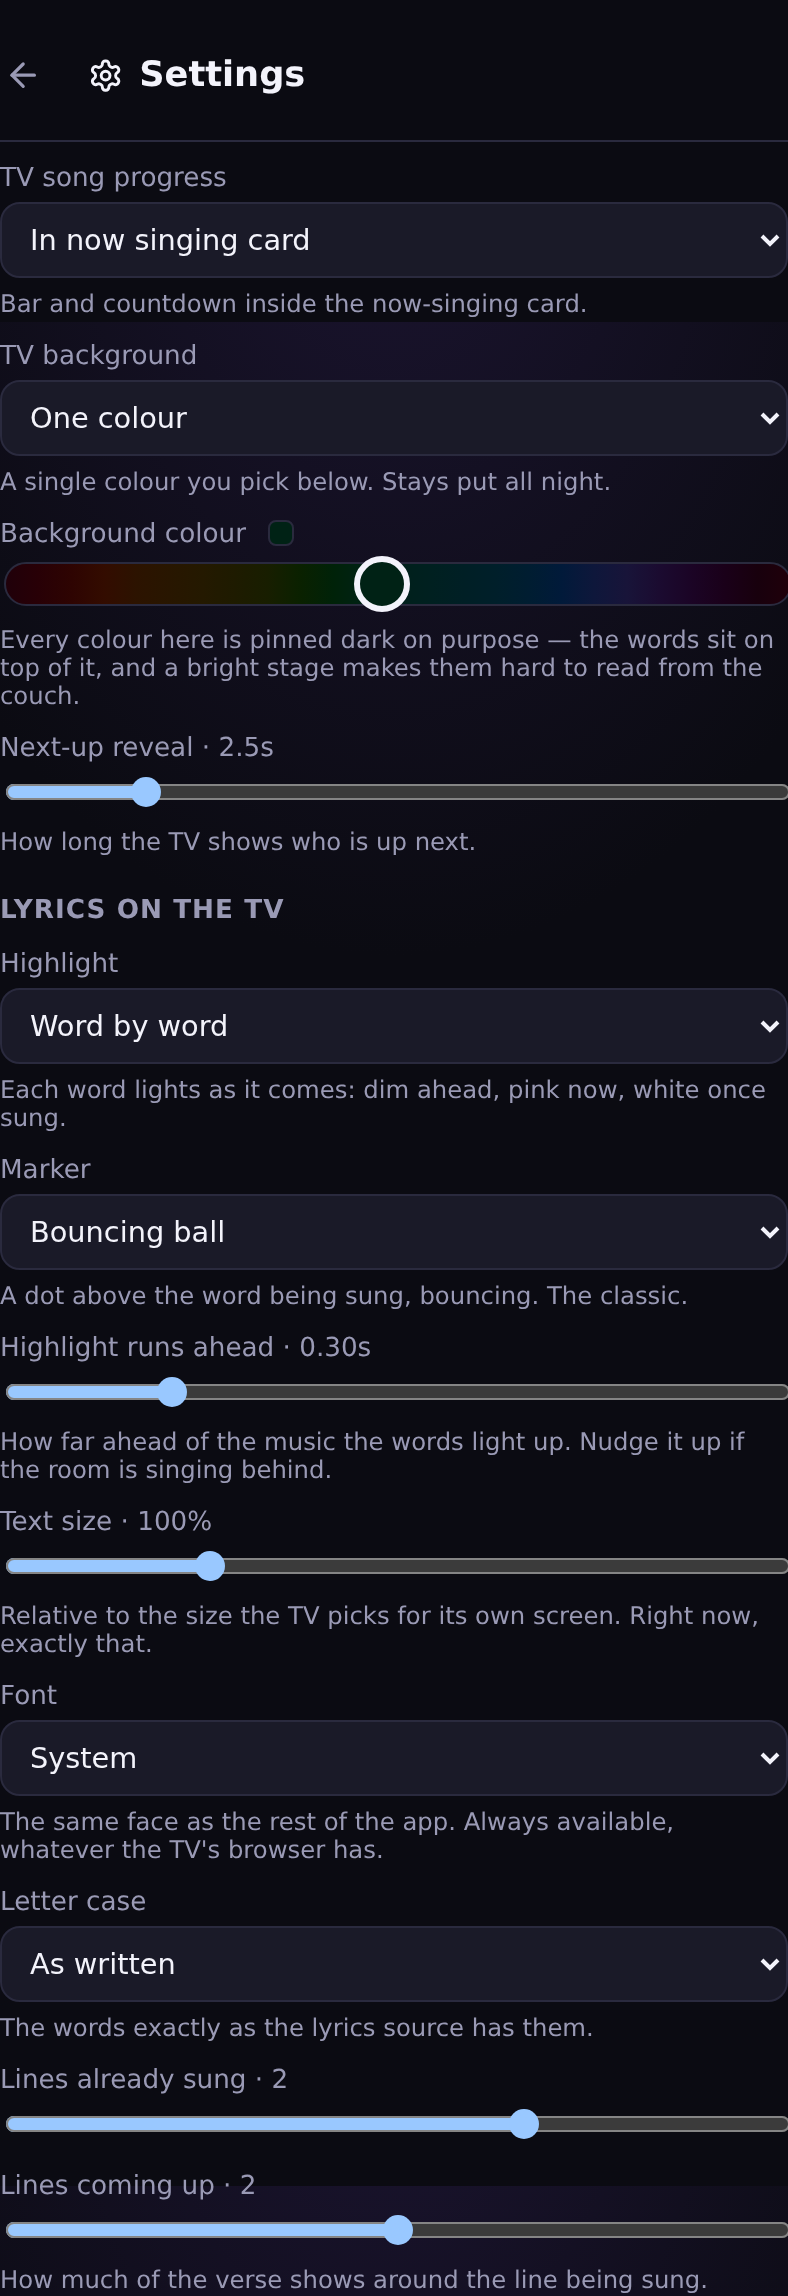 Settings
TV song progress
In now singing card
Bar and countdown inside the now-singing card.
TV background
One colour
A single colour you pick below. Stays put all night.
Background colour
Every colour here is pinned dark on purpose — the words sit on
top of it, and a bright stage makes them hard to read from the
couch.
Next-up reveal · 2.5s
How long the TV shows who is up next.
LYRICS ON THE TV
Highlight
Word by word
Each word lights as it comes: dim ahead, pink now, white once
sung.
Marker
Bouncing ball
A dot above the word being sung, bouncing. The classic.
Highlight runs ahead · 0.30s
How far ahead of the music the words light up. Nudge it up if
the room is singing behind.
Text size · 100%
Relative to the size the TV picks for its own screen. Right now,
exactly that.
Font
System
The same face as the rest of the app. Always available,
whatever the TV's browser has.
Letter case
As written
The words exactly as the lyrics source has them.
Lines already sung · 2
Lines coming up · 2
How much of the verse shows around the line being sung.